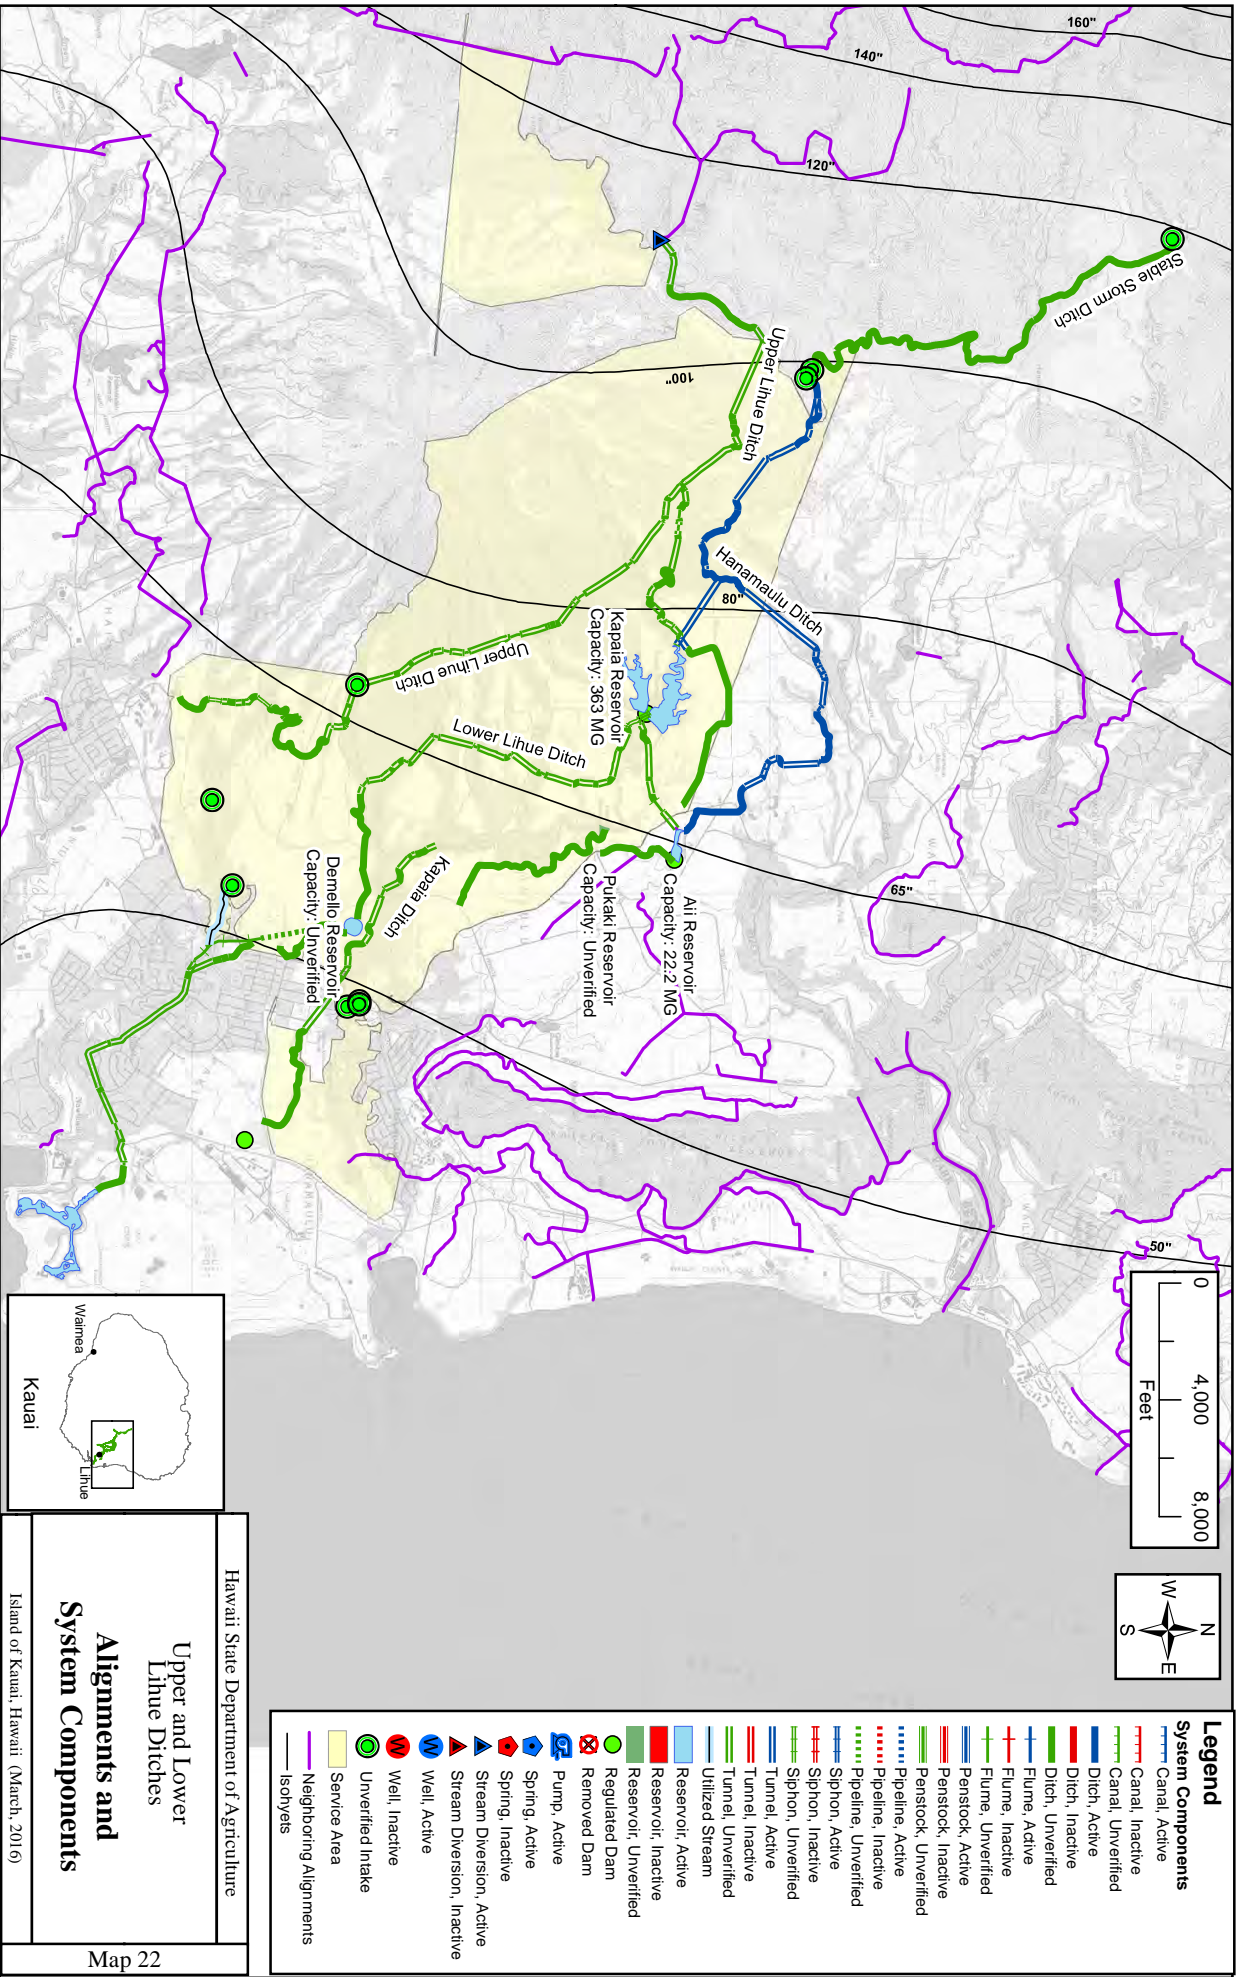 160"
140"
120"
100"
80"
65"
50"
Stable Storm Ditch
Upper Lihue Ditch
Hanamaulu Ditch
Upper Lihue Ditch
Kapaia Reservoir
Capacity: 363 MG
Lower Lihue Ditch
Aii Reservoir
Capacity: 22.2 MG
Pukaki Reservoir
Capacity: Unverified
Kapaia Ditch
Demello Reservoir
Capacity: Unverified
0 4,000 8,000
Feet
N
W E
S
Legend
System Components
Canal, Active
Canal, Inactive
Canal, Unverified
Ditch, Active
Ditch, Inactive
Ditch, Unverified
Flume, Active
Flume, Inactive
Flume, Unverified
Penstock, Active
Penstock, Inactive
Penstock, Unverified
Pipeline, Active
Pipeline, Inactive
Pipeline, Unverified
Siphon, Active
Siphon, Inactive
Siphon, Unverified
Tunnel, Active
Tunnel, Inactive
Tunnel, Unverified
Utilized Stream
Reservoir, Active
Reservoir, Inactive
Reservoir, Unverified
Regulated Dam
Removed Dam
Pump, Active
Spring, Active
Spring, Inactive
Stream Diversion, Active
Stream Diversion, Inactive
W Well, Active
W Well, Inactive
Unverified Intake
Service Area
Neighboring Alignments
Isohyets
Waimea
Lihue
Kauai
Hawaii State Department of Agriculture
Upper and Lower
Lihue Ditches
Alignments and
System Components
Island of Kauai, Hawaii (March, 2016)
Map 22